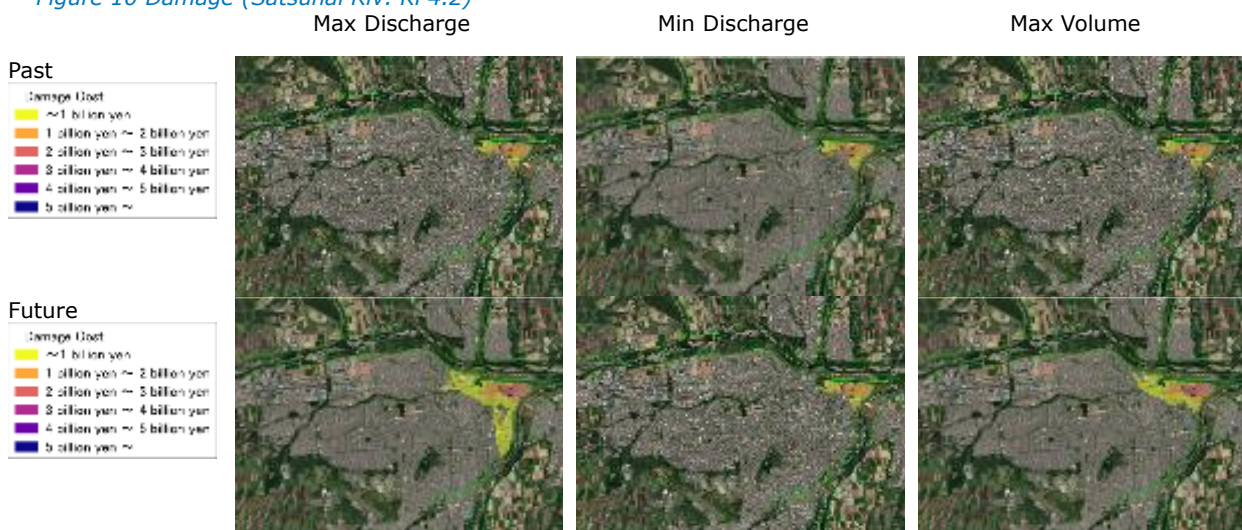 Figure 10 Damage (Satsunai Riv. KP4.2)
Max Discharge Min Discharge Max Volume
Past
Damage Cost
~1 billion yen
1 billion yen ~ 2 billion yen
2 billion yen ~ 3 billion yen
3 billion yen ~ 4 billion yen
4 billion yen ~ 5 billion yen
5 billion yen ~
Future
Damage Cost
~1 billion yen
1 billion yen ~ 2 billion yen
2 billion yen ~ 3 billion yen
3 billion yen ~ 4 billion yen
4 billion yen ~ 5 billion yen
5 billion yen ~